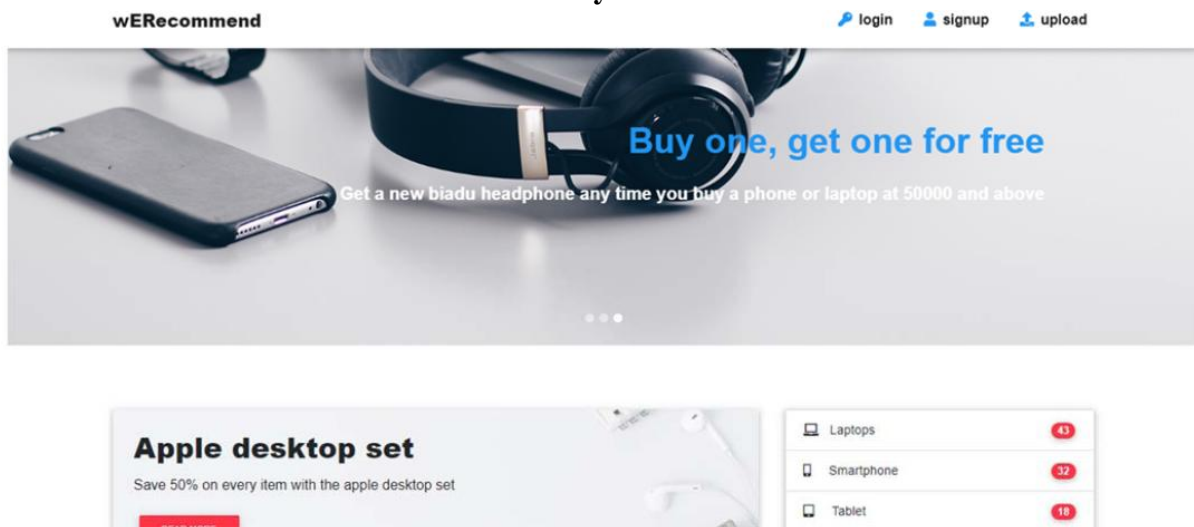 wERecommend
login
signup
upload
Buy one, get one for free
Get a new biadu headphone any time you buy a phone or laptop at 50000 and above
Apple desktop set
Save 50% on every item with the apple desktop set
Laptops
43
Smartphone
32
Tablet
18